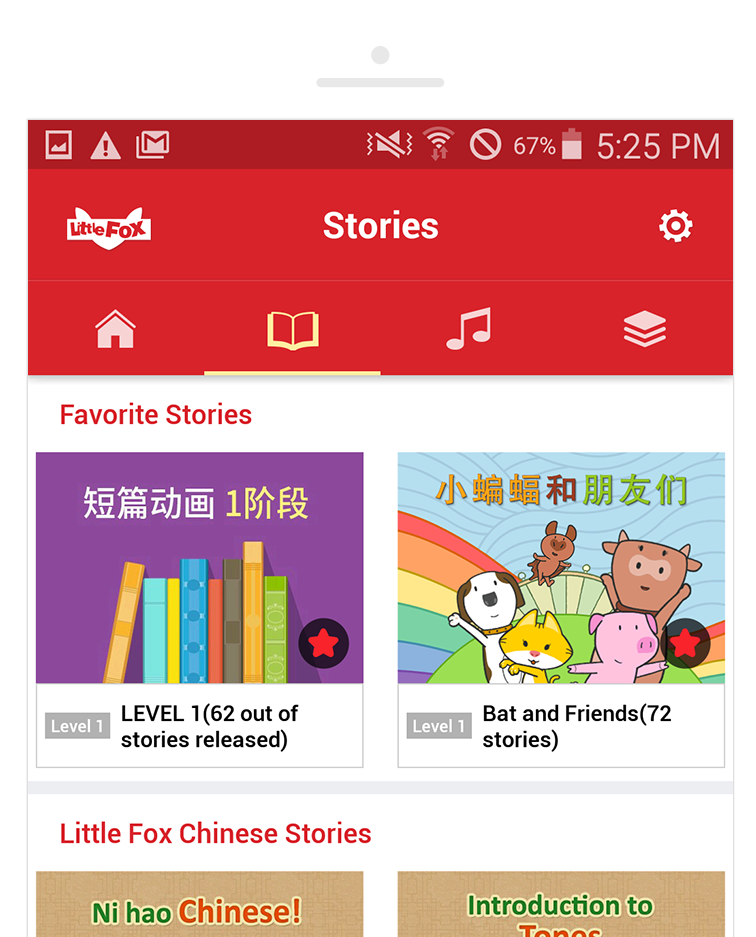 67% 5:25 PM
Little Fox
Stories
Favorite Stories
短篇动画 1阶段
小蝙蝠和朋友们
Level 1
LEVEL 1(62 out of
stories released)
Level 1
Bat and Friends(72
stories)
Little Fox Chinese Stories
Ni hao Chinese!
Introduction to
Tones